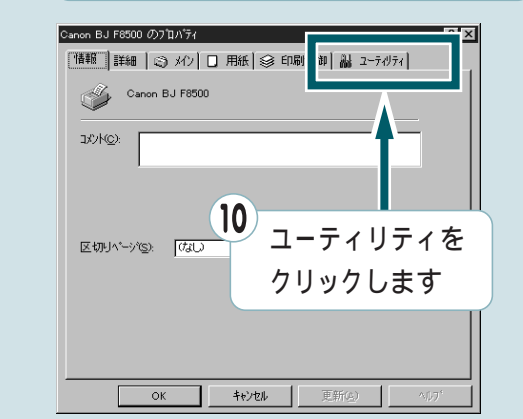 Canon BJ F8500 のプロパティ
情報 詳細 メイン 用紙 印刷 御 ユーティリティ
Canon BJ F8500
コメント(C):
10
ユーティリティを
クリックします
区切りページ(S): (なし)
OK キャンセル 更新(A) ヘルプ